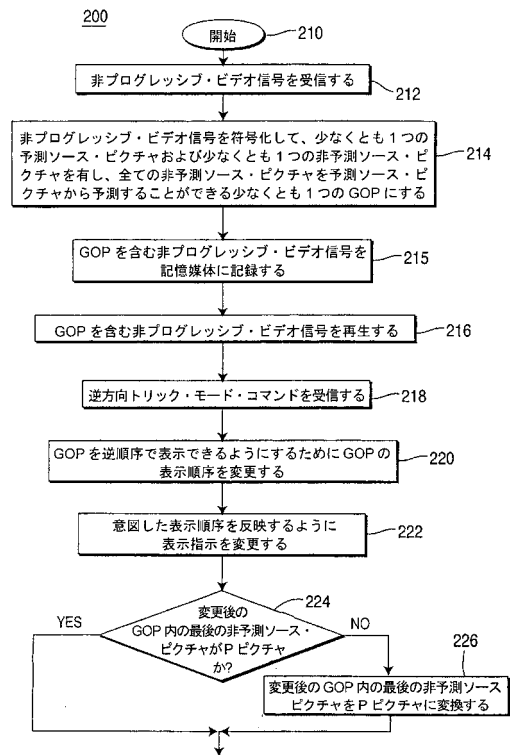 200
開始
210
非プログレッシブ・ビデオ信号を受信する
212
非プログレッシブ・ビデオ信号を符号化して、少なくとも1つの
予測ソース・ピクチャおよび少なくとも1つの非予測ソース・ピ
クチャを有し、全ての非予測ソース・ピクチャを予測ソース・ピ
クチャから予測することができる少なくとも1つのGOPにする
214
GOPを含む非プログレッシブ・ビデオ信号を
記憶媒体に記録する
215
GOPを含む非プログレッシブ・ビデオ信号を再生する
216
逆方向トリック・モード・コマンドを受信する
218
GOPを逆順序で表示できるようにするためにGOPの
表示順序を変更する
220
意図した表示順序を反映するように
表示指示を変更する
222
224
変更後の
GOP内の最後の非予測ソース・
ピクチャがPピクチャ
か?
YES
NO
226
変更後のGOP内の最後の非予測ソース
ピクチャをPピクチャに変換する